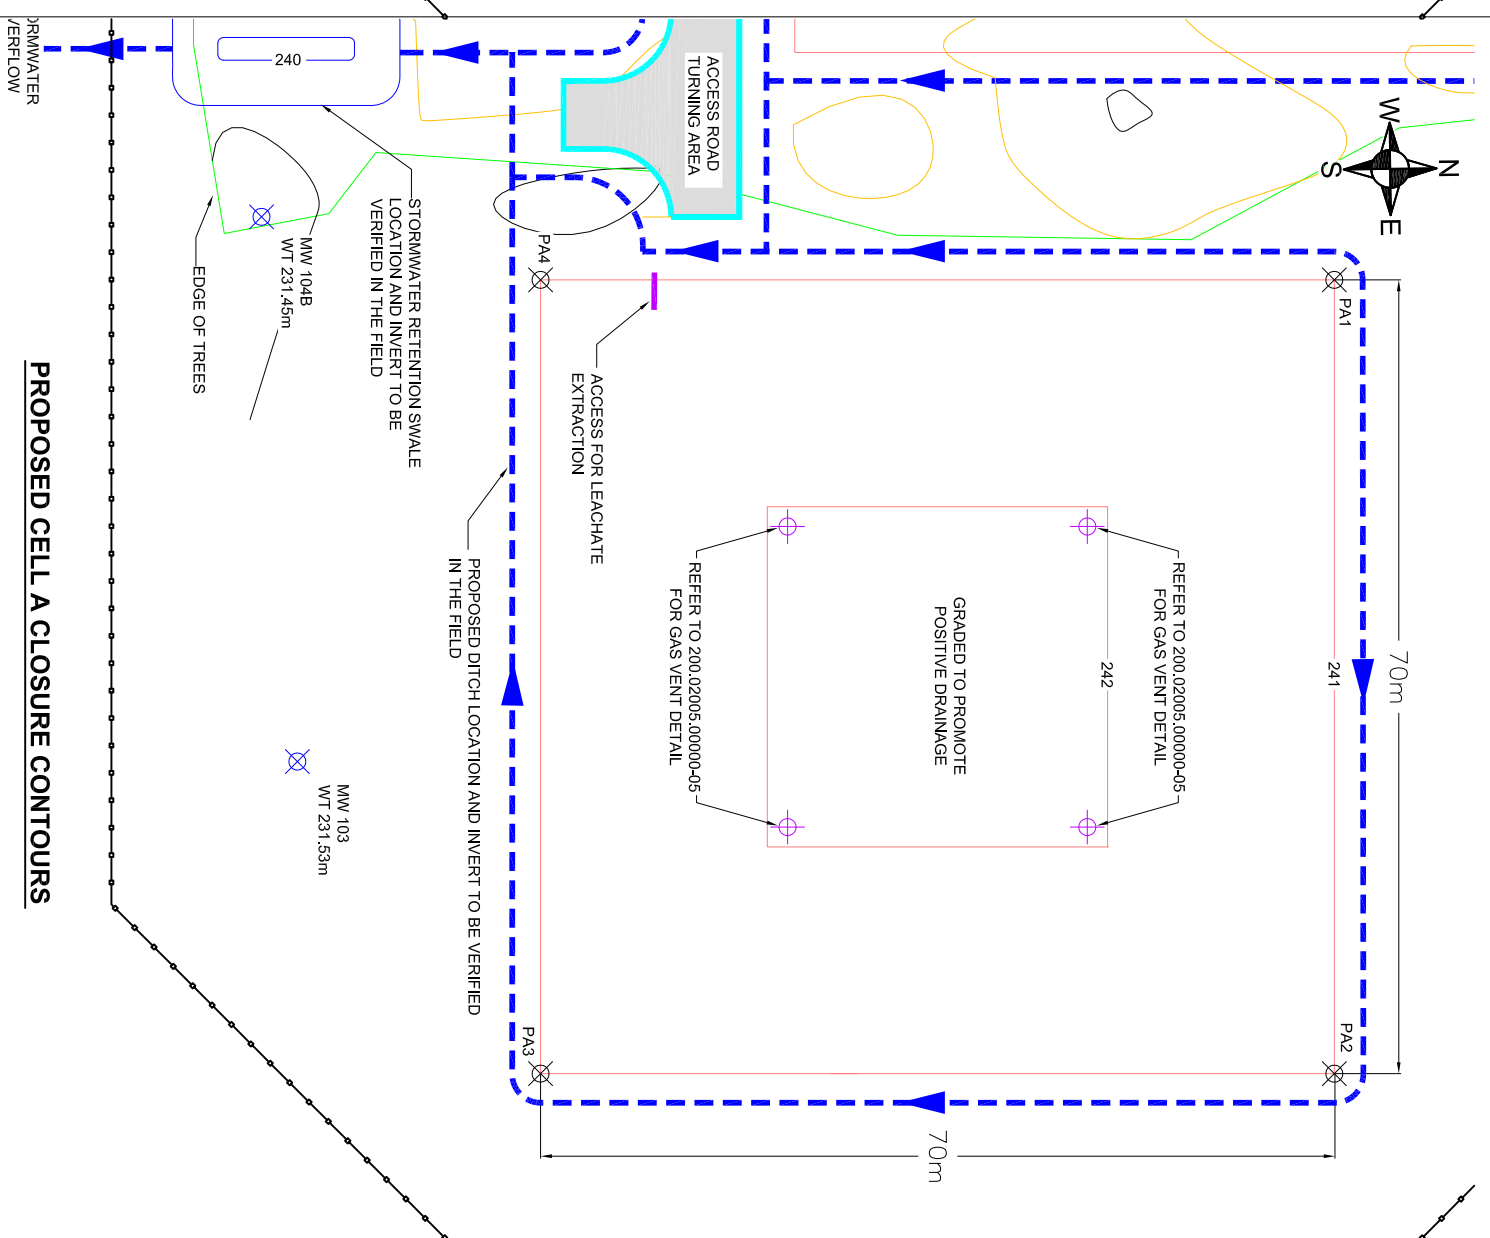 PROPOSED CELL A CLOSURE CONTOURS
ACCESS ROAD
TURNING AREA
240
STORMWATER RETENTION SWALE
LOCATION AND INVERT TO BE
VERIFIED IN THE FIELD
MW 104B
WT 231.45m
EDGE OF TREES
PA4
ACCESS FOR LEACHATE
EXTRACTION
PROPOSED DITCH LOCATION AND INVERT TO BE VERIFIED
IN THE FIELD
MW 103
WT 231.53m
REFER TO 200.02005.00000-05
FOR GAS VENT DETAIL
GRADED TO PROMOTE
POSITIVE DRAINAGE
REFER TO 200.02005.00000-05
FOR GAS VENT DETAIL
242
241
70m
PA1
PA2
PA3
70m
N
E
S
W